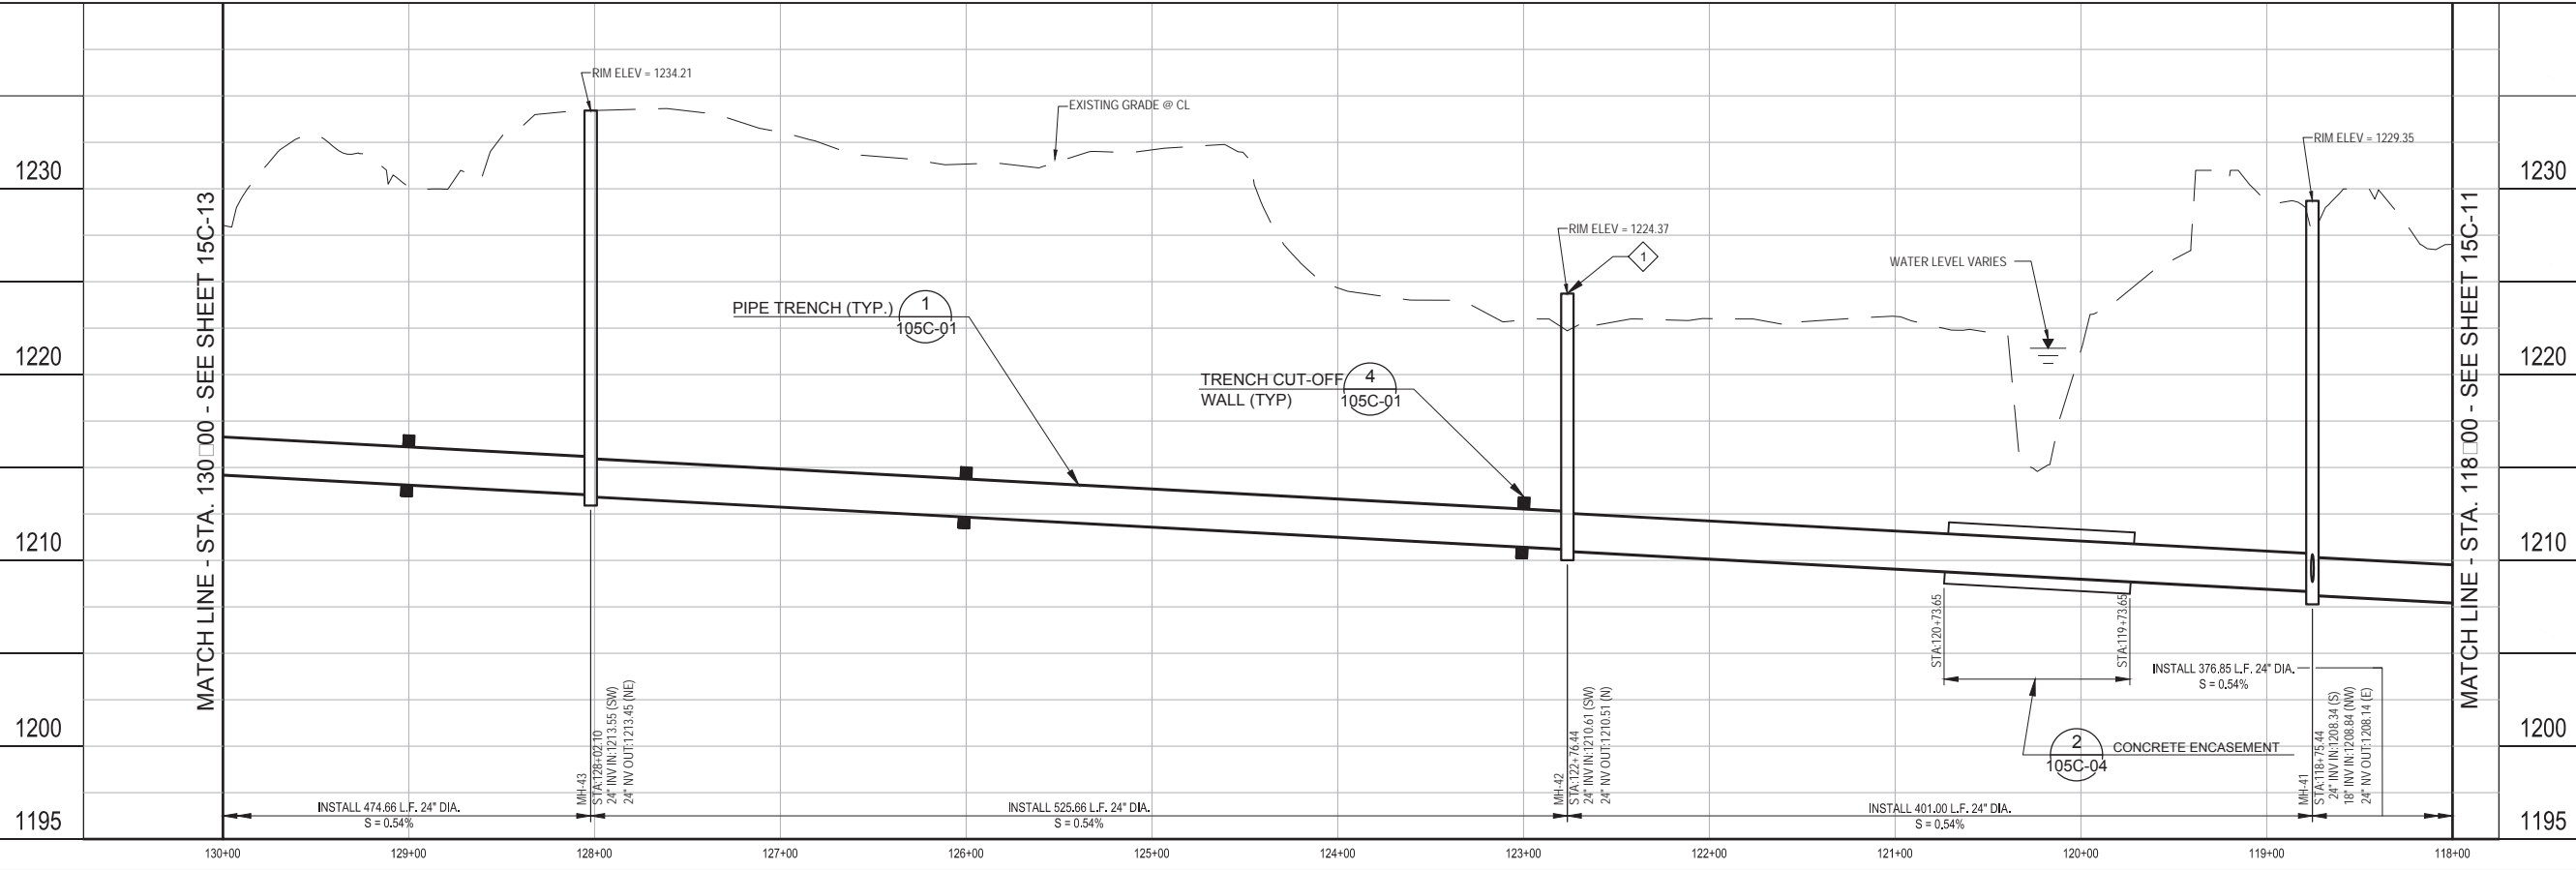 RIM ELEV = 1234.21
EXISTING GRADE @ CL
RIM ELEV = 1229.35
RIM ELEV = 1224.37
1
WATER LEVEL VARIES
1230
1220
1210
1200
1195
MATCH LINE - STA. 130□00 - SEE SHEET 15C-13
PIPE TRENCH (TYP.)
1
105C-01
TRENCH CUT-OFF
WALL (TYP)
4
105C-01
MATCH LINE - STA. 118□00 - SEE SHEET 15C-11
1230
1220
1210
1200
1195
STA:120+73.65
STA:119+73.65
INSTALL 376.85 L.F. 24" DIA.
S = 0.54%
2
105C-04
CONCRETE ENCASEMENT
MH-43
STA:128+02.10
24" INV IN:1213.55 (SW)
24" NV OUT:1213.45 (NE)
MH-42
STA:122+76.44
24" INV IN:1210.61 (SW)
24" NV OUT:1210.51 (N)
MH-41
STA:118+75.44
24" INV IN:1208.34 (S)
18" INV IN:1208.84 (NW)
24" NV OUT:1208.14 (E)
INSTALL 474.66 L.F. 24" DIA.
S = 0.54%
INSTALL 525.66 L.F. 24" DIA.
S = 0.54%
INSTALL 401.00 L.F. 24" DIA.
S = 0.54%
130+00 129+00 128+00 127+00 126+00 125+00 124+00 123+00 122+00 121+00 120+00 119+00 118+00